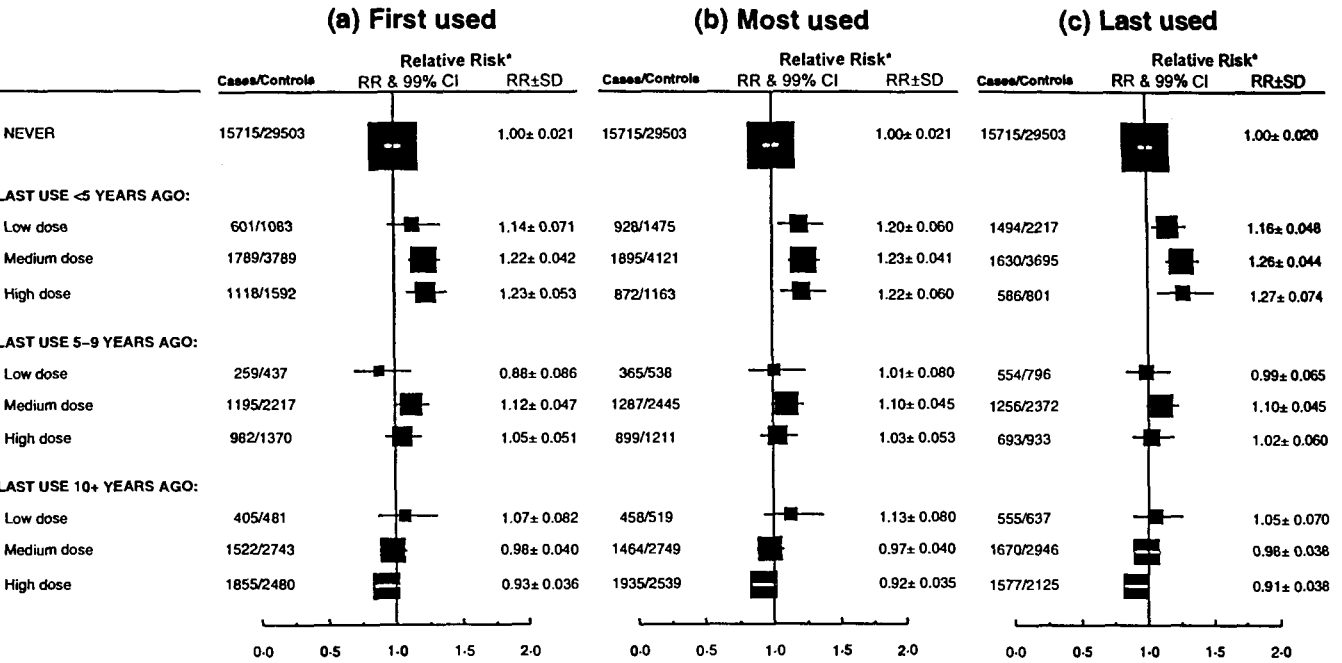 (a) First used (b) Most used (c) Last used
Relative Risk* Relative Risk* Relative Risk*
Cases/Controls RR & 99% CI RR±SD Cases/Controls RR & 99% CI RR±SD Cases/Controls RR & 99% CI RR±SD
NEVER 15715/29503 1.00± 0.021 15715/29503 1.00± 0.021 15715/29503 1.00± 0.020
LAST USE <5 YEARS AGO:
Low dose 601/1083 1.14± 0.071 928/1475 1.20± 0.060 1494/2217 1.16± 0.048
Medium dose 1789/3789 1.22± 0.042 1895/4121 1.23± 0.041 1630/3695 1.26± 0.044
High dose 1118/1592 1.23± 0.053 872/1163 1.22± 0.060 586/801 1.27± 0.074
LAST USE 5–9 YEARS AGO:
Low dose 259/437 0.88± 0.086 365/538 1.01± 0.080 554/796 0.99± 0.065
Medium dose 1195/2217 1.12± 0.047 1287/2445 1.10± 0.045 1256/2372 1.10± 0.045
High dose 982/1370 1.05± 0.051 899/1211 1.03± 0.053 693/933 1.02± 0.060
LAST USE 10+ YEARS AGO:
Low dose 405/481 1.07± 0.082 458/519 1.13± 0.080 555/637 1.05± 0.070
Medium dose 1522/2743 0.98± 0.040 1464/2749 0.97± 0.040 1670/2946 0.98± 0.038
High dose 1855/2480 0.93± 0.036 1935/2539 0.92± 0.035 1577/2125 0.91± 0.038
0·0 0·5 1·0 1·5 2·0 0·0 0·5 1·0 1·5 2·0 0·0 0·5 1·0 1·5 2·0